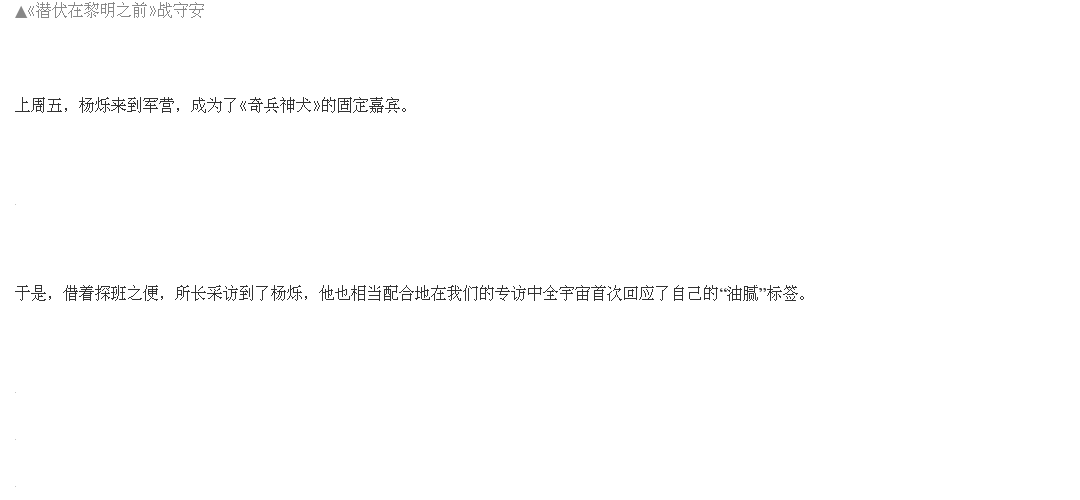 ▲《潜伏在黎明之前》战守安
上周五，杨烁来到军营，成为了《奇兵神犬》的固定嘉宾。
于是，借着探班之便，所长采访到了杨烁，他也相当配合地在我们的专访中全宇宙首次回应了自己的“油腻”标签。